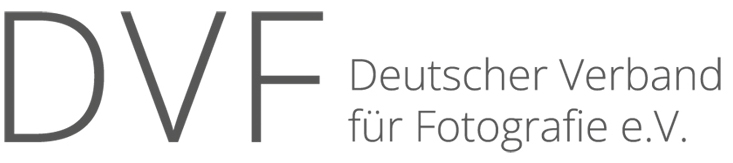 DVF
Deutscher Verband
für Fotografie e.V.